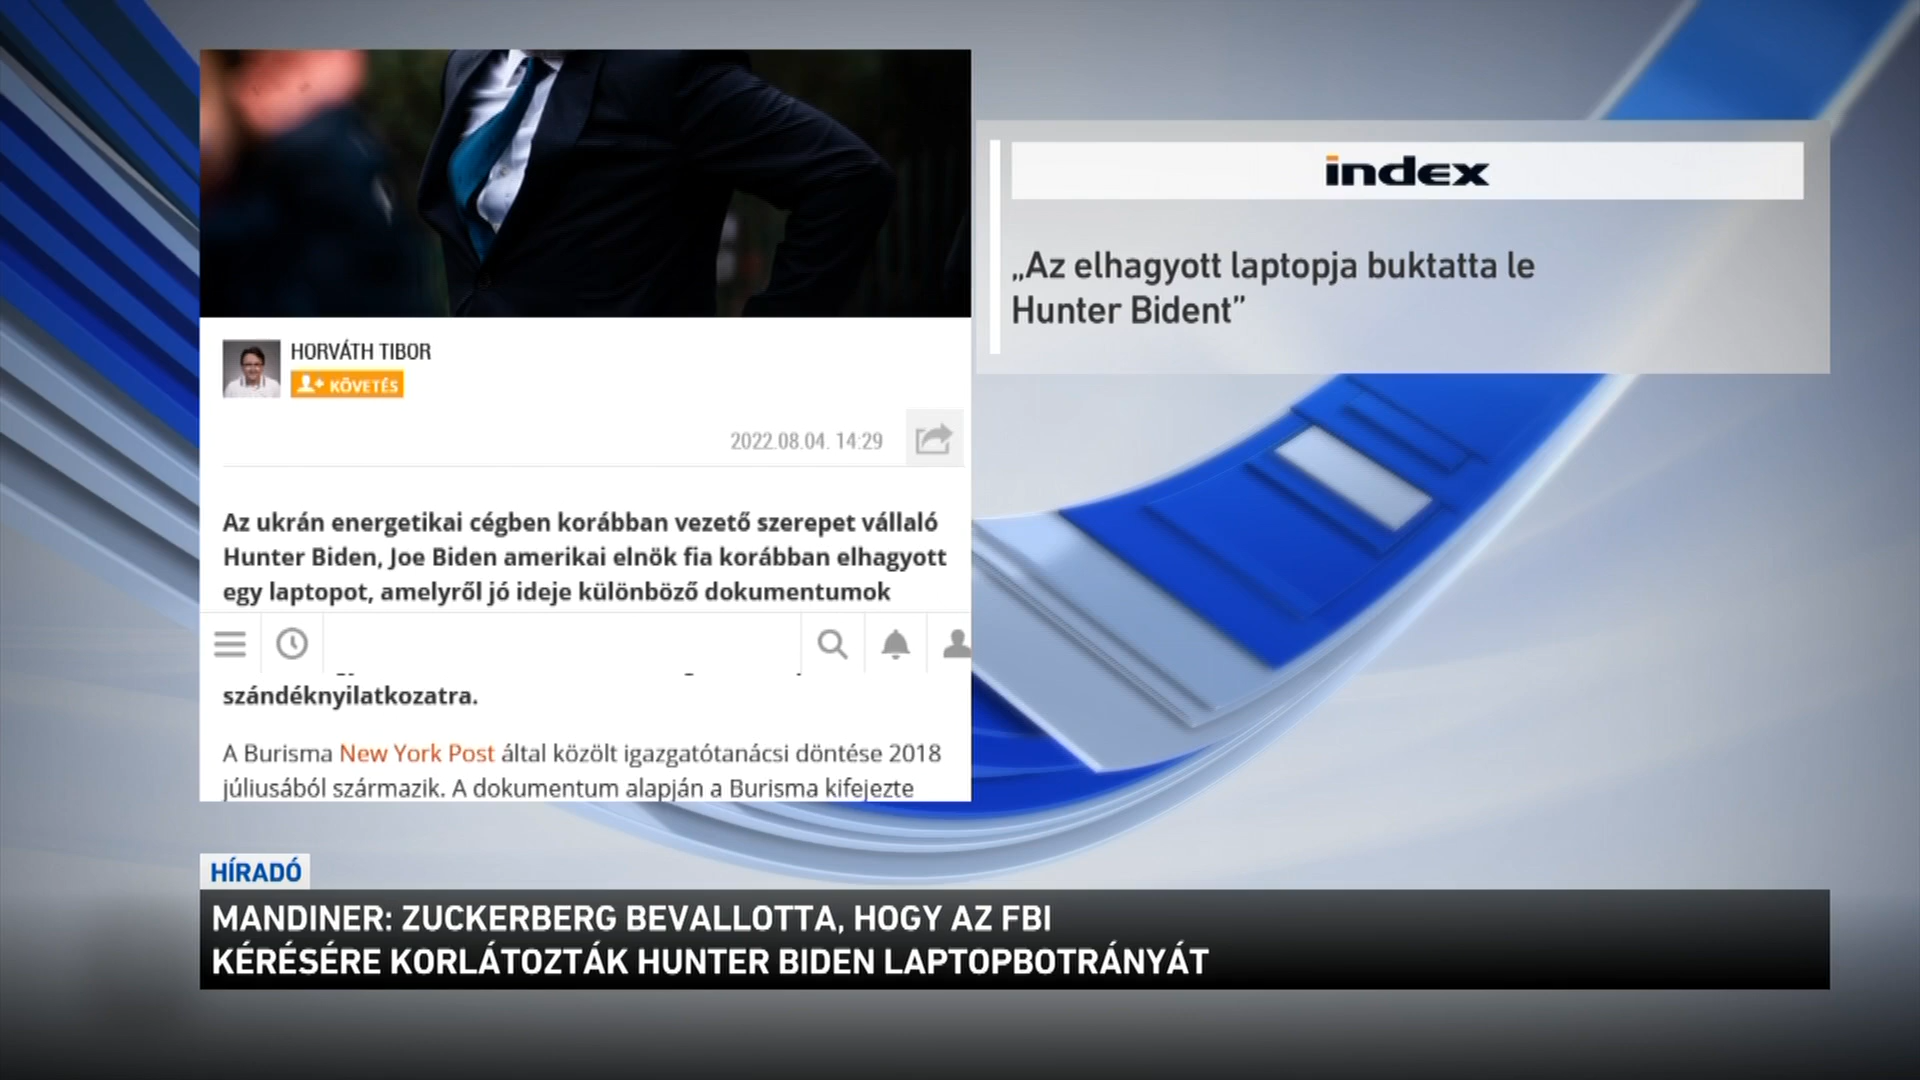 HORVÁTH TIBOR
KÖVETÉS
2022.08.04. 14:29
Az ukrán energetikai cégben korábban vezető szerepet vállaló
Hunter Biden, Joe Biden amerikai elnök fia korábban elhagyott
egy laptopot, amelyről jó ideje különböző dokumentumok
szándéknyilatkozatra.
A Burisma New York Post által közölt igazgatótanácsi döntése 2018
júliusából származik. A dokumentum alapján a Burisma kifejezte
index
„Az elhagyott laptopja buktatta le
Hunter Bident”
HÍRADÓ
MANDINER: ZUCKERBERG BEVALLOTTA, HOGY AZ FBI
KÉRÉSÉRE KORLÁTOZTÁK HUNTER BIDEN LAPTOPBOTRÁNYÁT